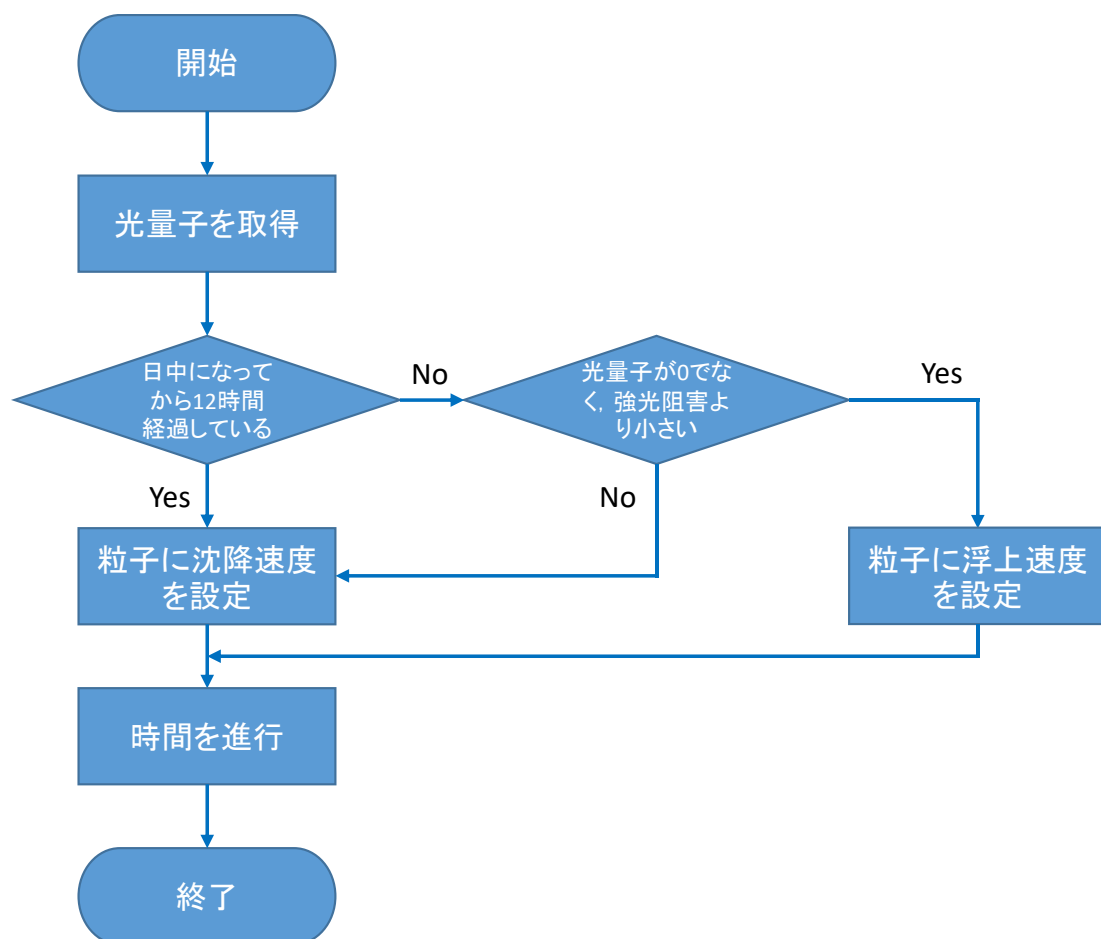 開始
光量子を取得
日中になって
から12時間
経過している
No
光量子が0でな
く, 強光阻害よ
り小さい
Yes
Yes
No
粒子に沈降速度
を設定
粒子に浮上速度
を設定
時間を進行
終了